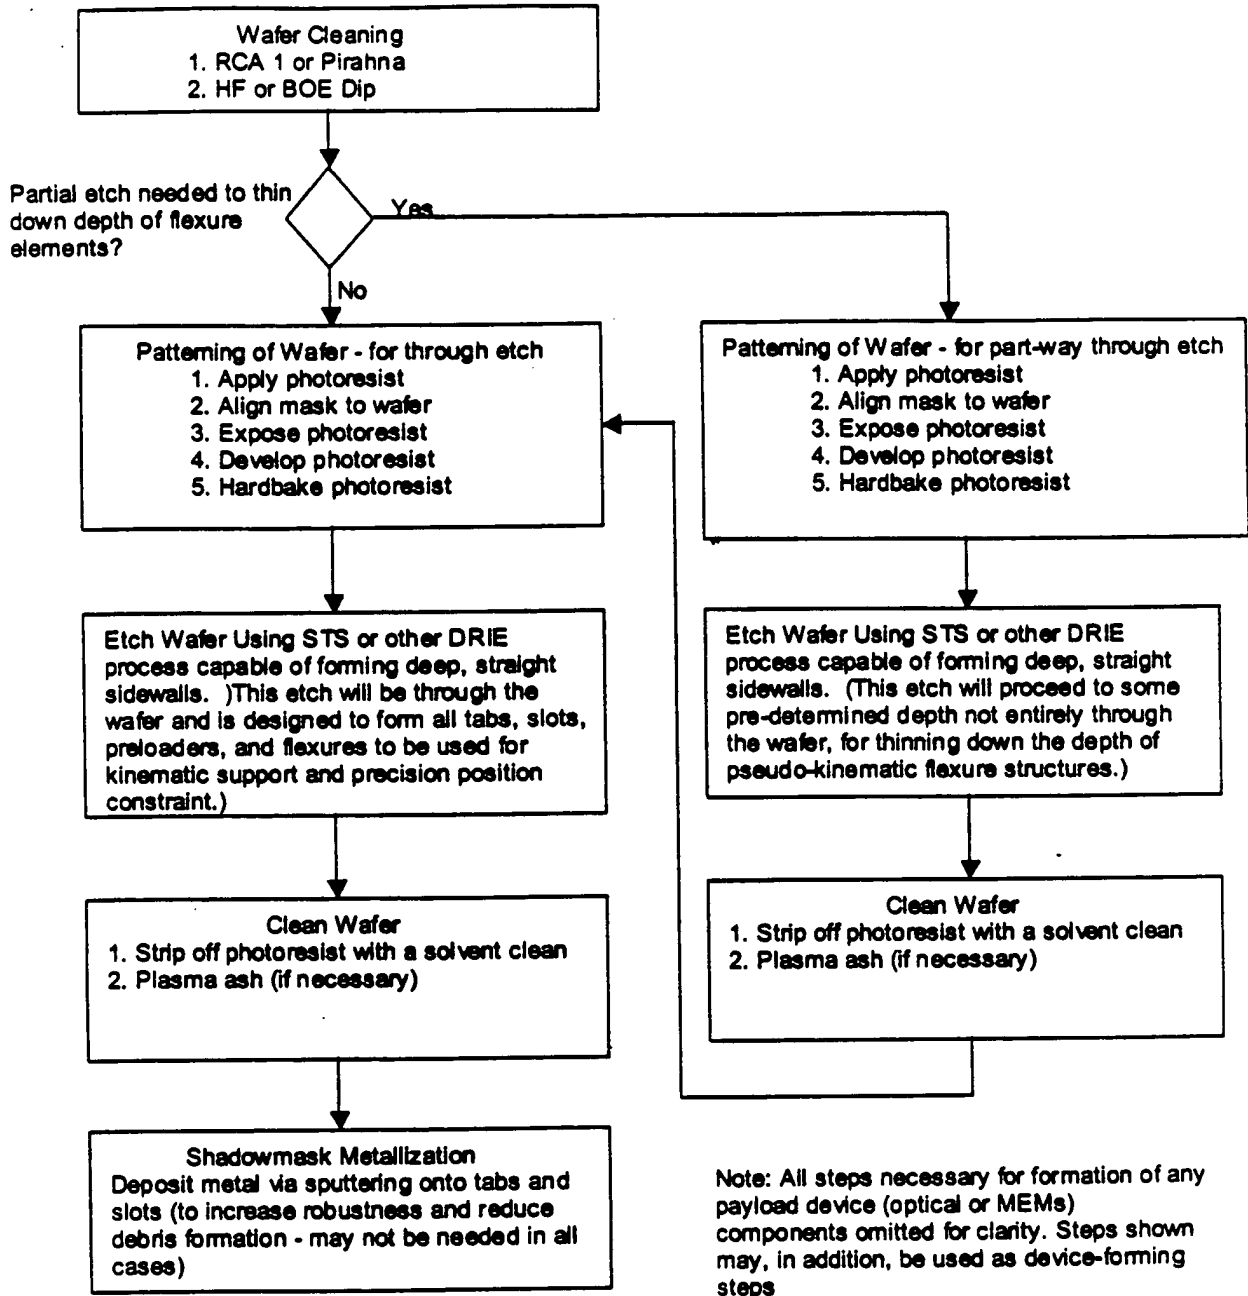 Wafer Cleaning
1. RCA 1 or Pirahna
2. HF or BOE Dip
Partial etch needed to thin
down depth of flexure
elements?
Yes
No
Patterning of Wafer - for through etch
1. Apply photoresist
2. Align mask to wafer
3. Expose photoresist
4. Develop photoresist
5. Hardbake photoresist
Patterning of Wafer - for part-way through etch
1. Apply photoresist
2. Align mask to wafer
3. Expose photoresist
4. Develop photoresist
5. Hardbake photoresist
Etch Wafer Using STS or other DRIE
process capable of forming deep, straight
sidewalls.  )This etch will be through the
wafer and is designed to form all tabs, slots,
preloaders, and flexures to be used for
kinematic support and precision position
constraint.)
Etch Wafer Using STS or other DRIE
process capable of forming deep, straight
sidewalls.  (This etch will proceed to some
pre-determined depth not entirely through
the wafer, for thinning down the depth of
pseudo-kinematic flexure structures.)
Clean Wafer
1. Strip off photoresist with a solvent clean
2. Plasma ash (if necessary)
Clean Wafer
1. Strip off photoresist with a solvent clean
2. Plasma ash (if necessary)
Shadowmask Metallization
Deposit metal via sputtering onto tabs and
slots (to increase robustness and reduce
debris formation - may not be needed in all
cases)
Note: All steps necessary for formation of any
payload device (optical or MEMs)
components omitted for clarity. Steps shown
may, in addition, be used as device-forming
steps